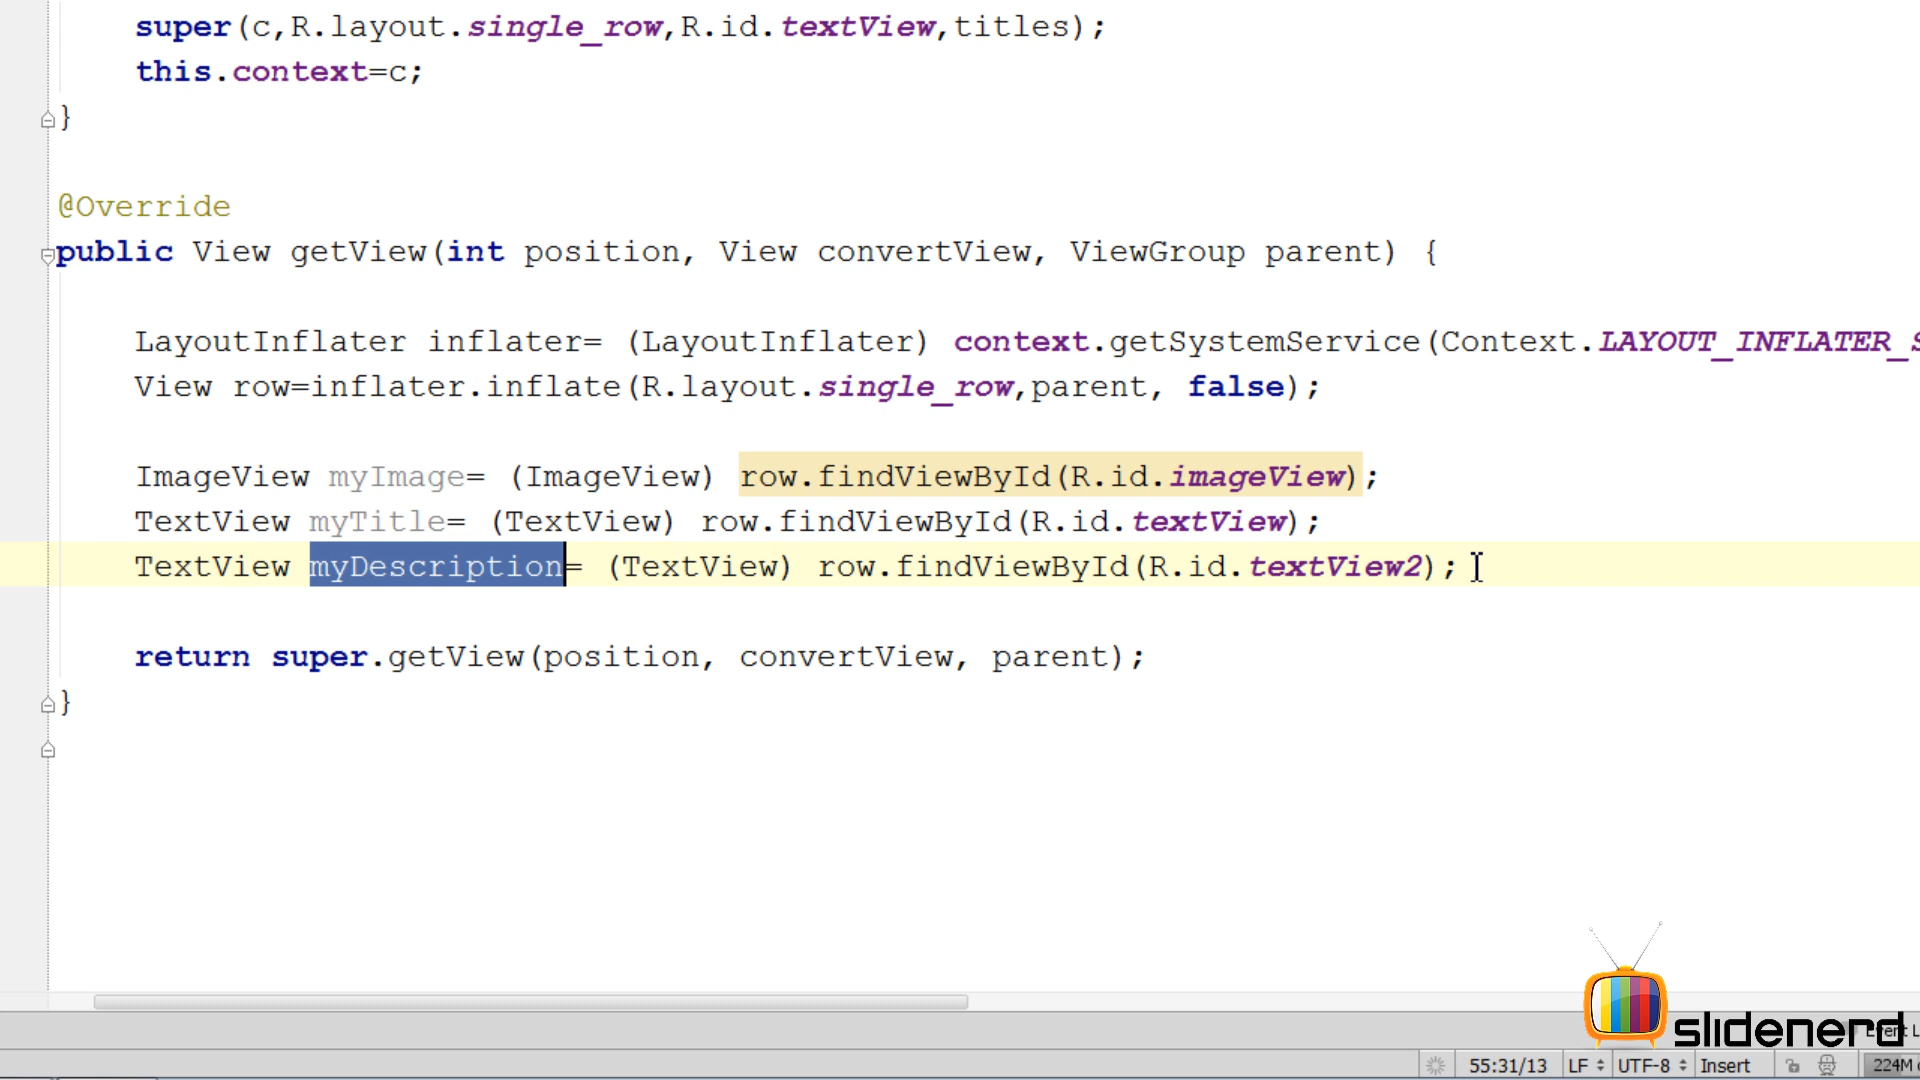 super(c,R.layout.single_row,R.id.textView,titles);
this.context=c;
}
@Override
public View getView(int position, View convertView, ViewGroup parent) {
LayoutInflater inflater= (LayoutInflater) context.getSystemService(Context.LAYOUT_INFLATER_S
View row=inflater.inflate(R.layout.single_row,parent, false);
ImageView myImage= (ImageView) row.findViewById(R.id.imageView);
TextView myTitle= (TextView) row.findViewById(R.id.textView);
TextView myDescription= (TextView) row.findViewById(R.id.textView2);
return super.getView(position, convertView, parent);
}
slidenerd
55:31/13 LF UTF-8 Insert 224M